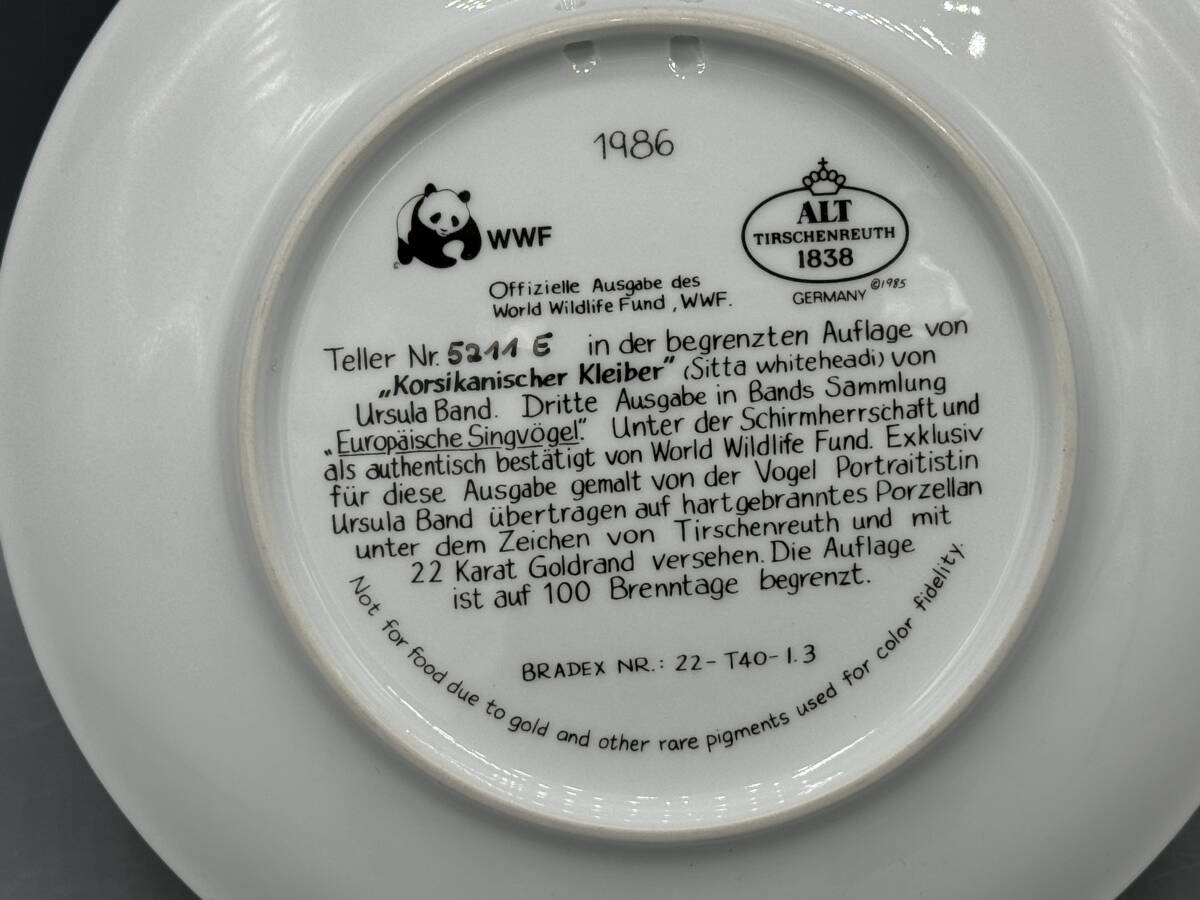 1986
WWF
©
ALT
TIRSCHENREUTH
1838
GERMANY ©1985
Offizielle Ausgabe des
World Wildlife Fund, WWF.
Teller Nr. 5211 E in der begrenzten Auflage von
„Korsikanischer Kleiber" (Sitta whiteheadi) von
Ursula Band. Dritte Ausgabe in Bands Sammlung
„Europäische Singvögel". Unter der Schirmherrschaft und
als authentisch bestätigt von World Wildlife Fund. Exklusiv
für diese Ausgabe gemalt von der Vogel Portraitistin
Ursula Band übertragen auf hartgebranntes Porzellan
unter dem Zeichen von Tirschenreuth und mit
22 Karat Goldrand versehen. Die Auflage
ist auf 100 Brenntage begrenzt.
BRADEX NR.: 22-T40-1.3
Not for food due to gold and other rare pigments used for color fidelity.